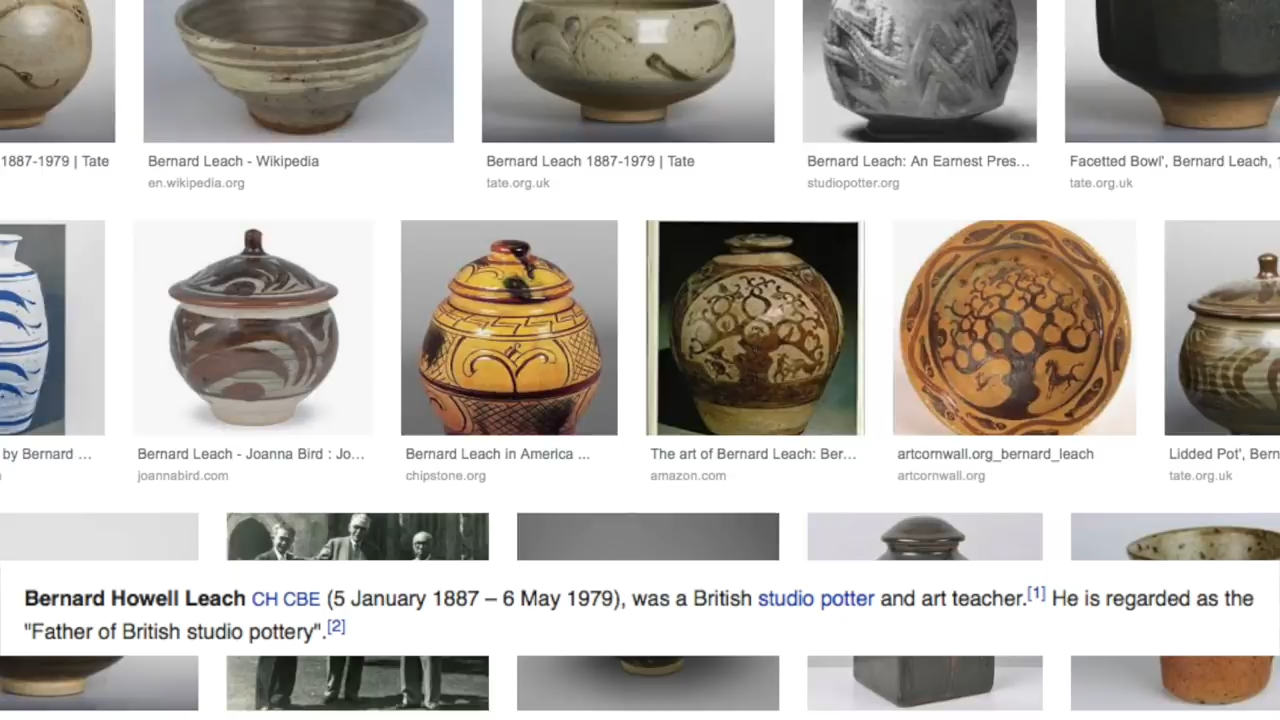 1887-1979 | Tate
Bernard Leach - Wikipedia
Bernard Leach 1887-1979 | Tate
Bernard Leach: An Earnest Pres...
Facetted Bowl', Bernard Leach, 1
en.wikipedia.org
tate.org.uk
studiopotter.org
tate.org.uk
by Bernard ...
Bernard Leach - Joanna Bird : Jo...
Bernard Leach in America ...
The art of Bernard Leach: Ber...
artcornwall.org_bernard_leach
Lidded Pot', Bern
joannabird.com
chipstone.org
amazon.com
artcornwall.org
tate.org.uk
Bernard Howell Leach CH CBE (5 January 1887 – 6 May 1979), was a British studio potter and art teacher.[1] He is regarded as the
"Father of British studio pottery".[2]